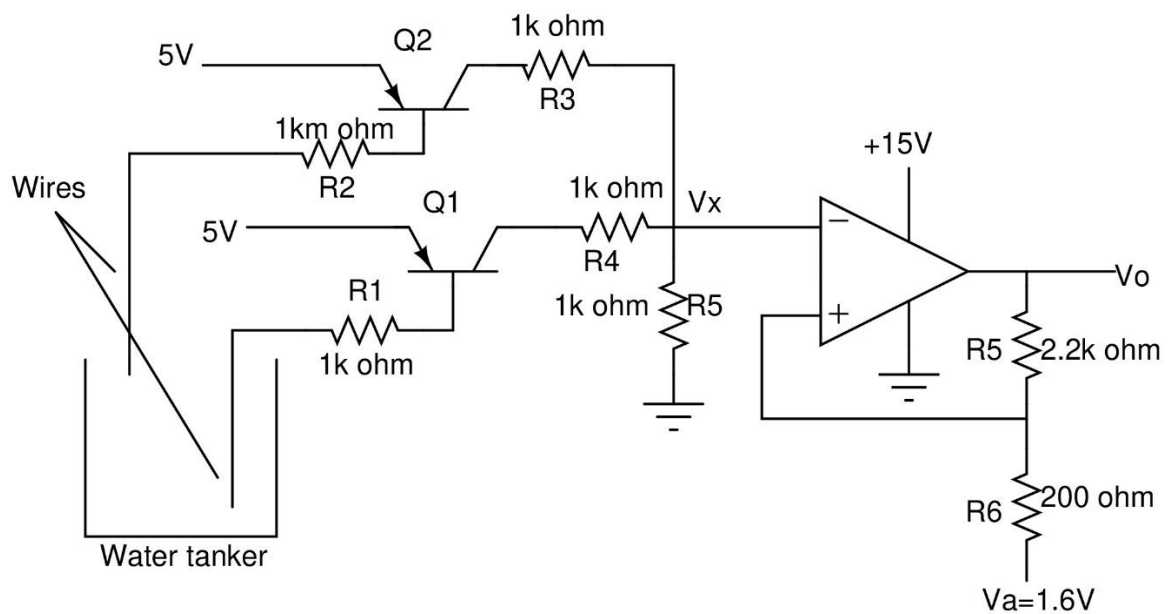 1k ohm
Q2
5V
R3
1km ohm
+15V
R2
1k ohm
Wires
Q1
Vx
5V
−
R4
R1
Vo
1k ohm
R5
+
R5
2.2k ohm
1k ohm
R6
200 ohm
Water tanker
Va=1.6V